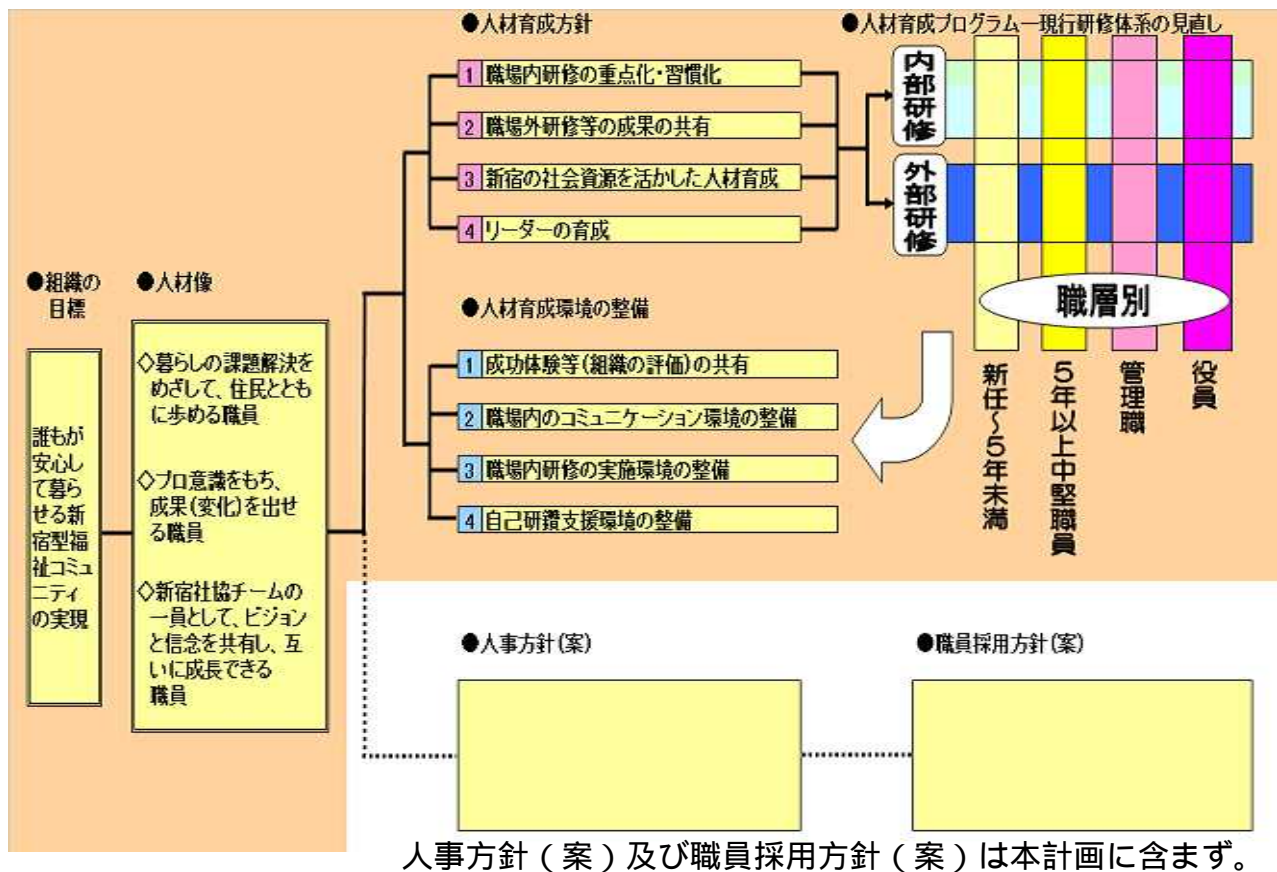 ●組織の
目標
誰もが
安心し
て暮ら
せる新
宿型福
祉コミュ
ニティ
の実現
●人材像
◇暮らしの課題解決を
めざして、住民ととも
に歩める職員
◇プロ意識をもち、
成果(変化)を出せ
る職員
◇新宿社協チームの
一員として、ビジョン
と信念を共有し、互
いに成長できる
職員
●人材育成方針
1 職場内研修の重点化・習慣化
2 職場外研修等の成果の共有
3 新宿の社会資源を活かした人材育成
4 リーダーの育成
●人材育成環境の整備
1 成功体験等(組織の評価)の共有
2 職場内のコミュニケーション環境の整備
3 職場内研修の実施環境の整備
4 自己研鑽支援環境の整備
●人材育成プログラム―現行研修体系の見直し
内部研修
外部研修
職層別
新任~5年未満
5年以上中堅職員
管理職
役員
●人事方針(案)
●職員採用方針(案)
人事方針(案)及び職員採用方針(案)は本計画に含まず。